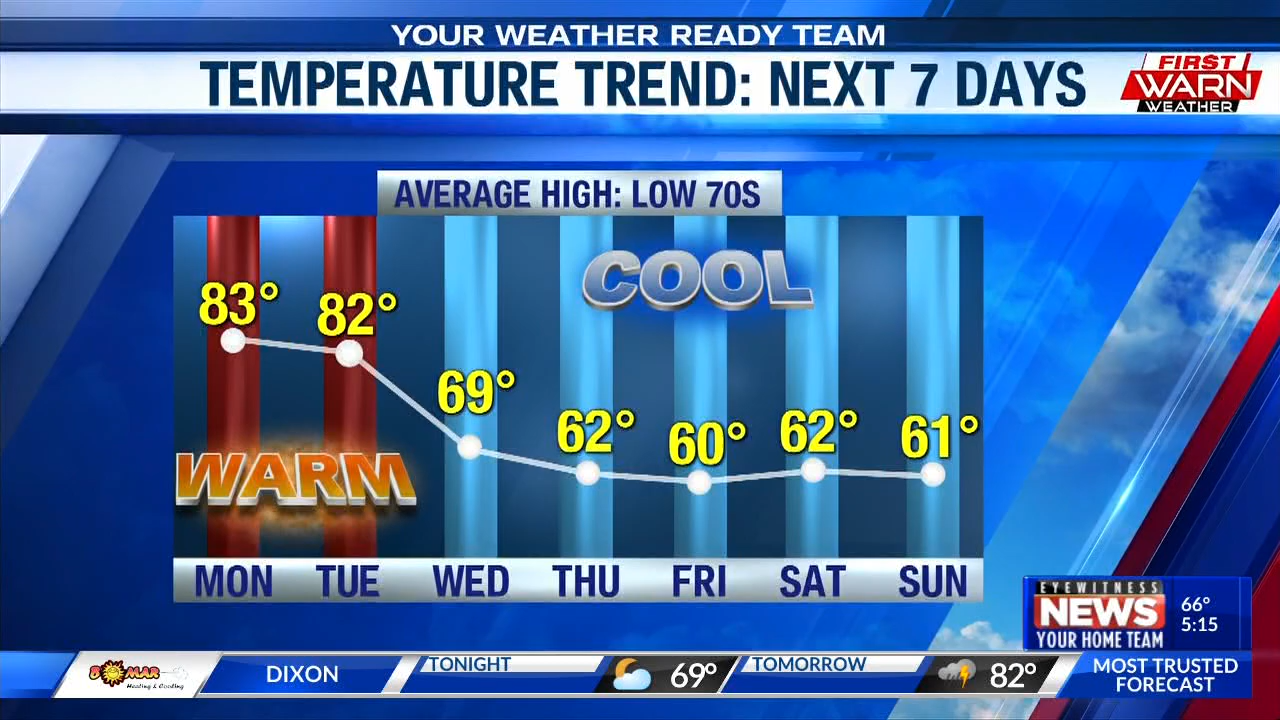 YOUR WEATHER READY TEAM
TEMPERATURE TREND: NEXT 7 DAYS
FIRST
WARN
WEATHER
AVERAGE HIGH: LOW 70S
COOL
83°
82°
69°
62°
60°
62°
61°
WARM
MON TUE WED THU FRI SAT SUN
EYEWITNESS
NEWS
YOUR HOME TEAM
66°
5:15
BOMAR
Heating & Cooling
DIXON
TONIGHT
69°
TOMORROW
82°
MOST TRUSTED
FORECAST